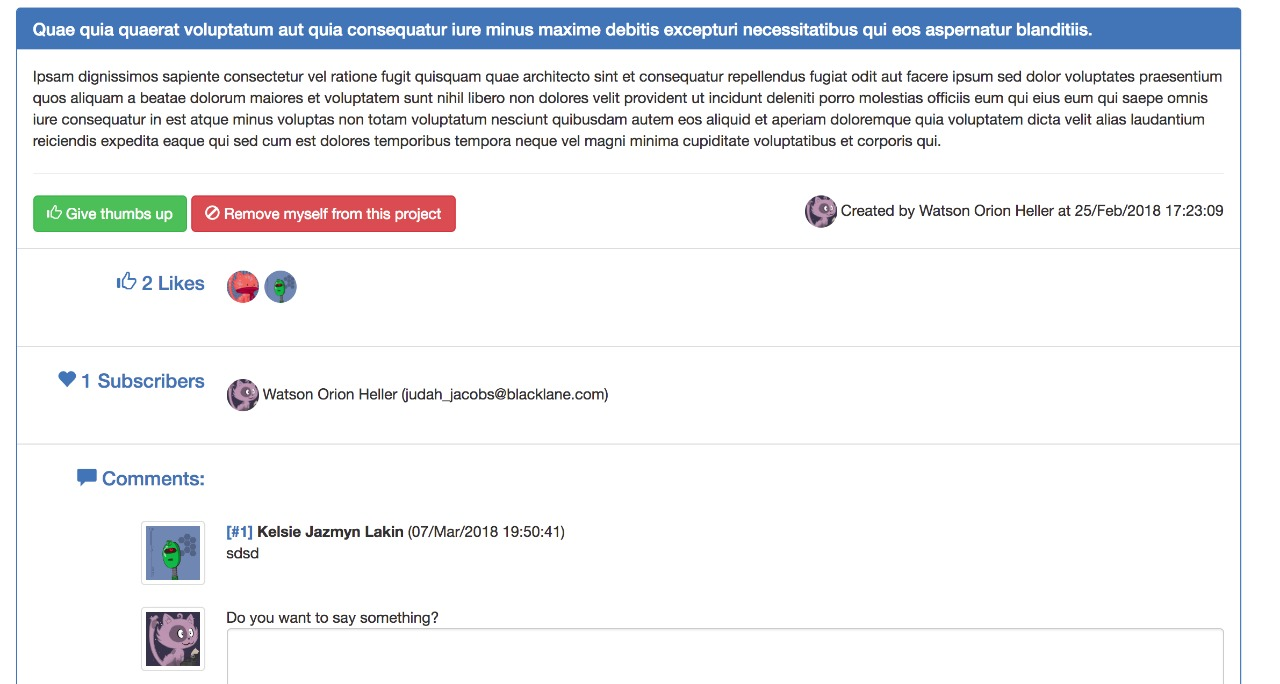 Quae quia quaerat voluptatum aut quia consequatur iure minus maxime debitis excepturi necessitatibus qui eos aspernatur blanditiis.
Ipsam dignissimos sapiente consectetur vel ratione fugit quisquam quae architecto sint et consequatur repellendus fugiat odit aut facere ipsum sed dolor voluptates praesentium
quos aliquam a beatae dolorum maiores et voluptatem sunt nihil libero non dolores velit provident ut incidunt deleniti porro molestias officiis eum qui eius eum qui saepe omnis
iure consequatur in est atque minus voluptas non totam voluptatum nesciunt quibusdam autem eos aliquid et aperiam doloremque quia voluptatem dicta velit alias laudantium
reiciendis expedita eaque qui sed cum est dolores temporibus tempora neque vel magni minima cupiditate voluptatibus et corporis qui.
Give thumbs up
Remove myself from this project
Created by Watson Orion Heller at 25/Feb/2018 17:23:09
2 Likes
1 Subscribers
Watson Orion Heller (judah_jacobs@blacklane.com)
Comments:
[#1] Kelsie Jazmyn Lakin (07/Mar/2018 19:50:41)
sdsd
Do you want to say something?